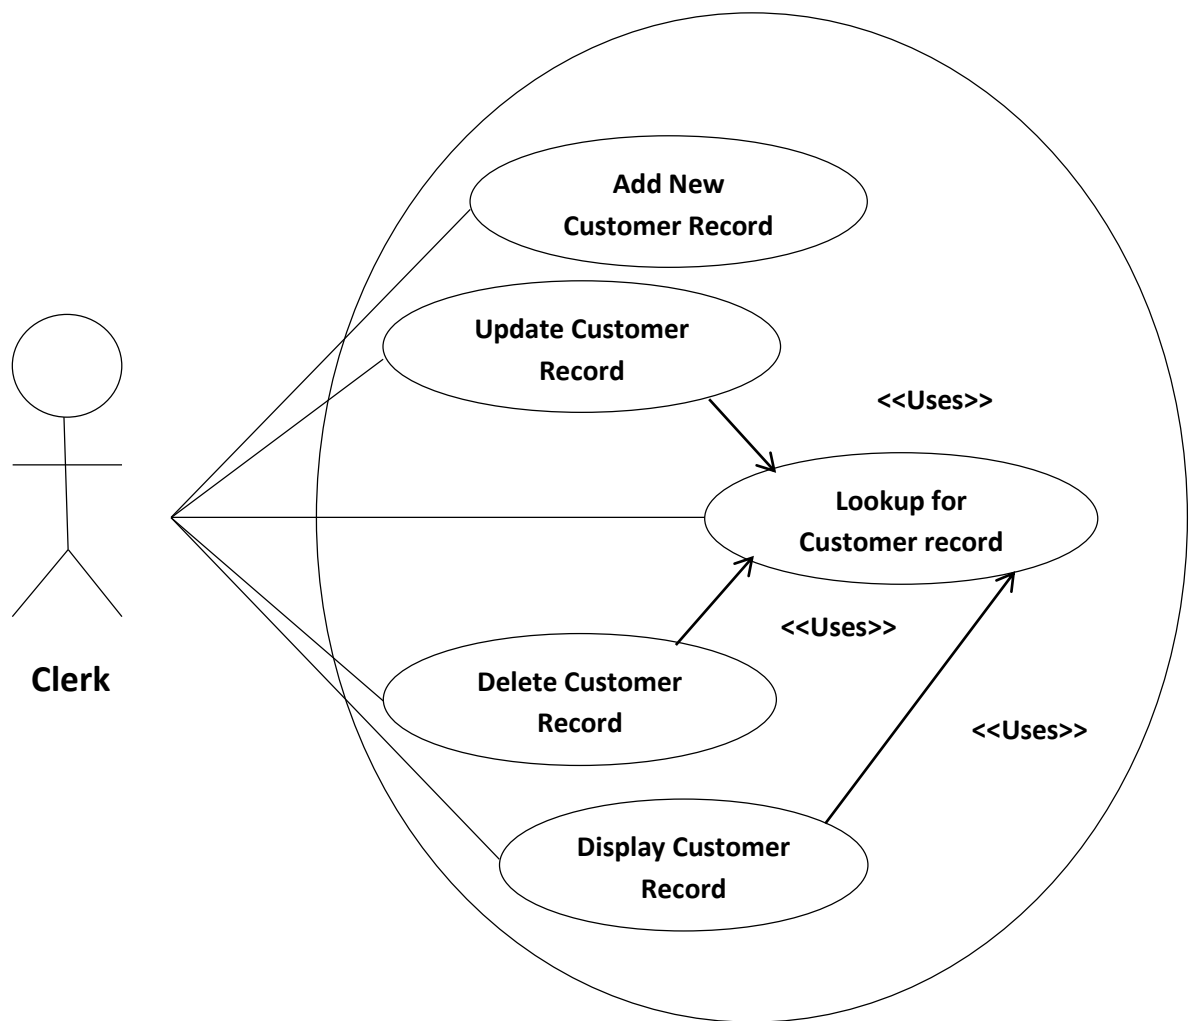 Add New
Customer Record
Update Customer
Record
<<Uses>>
Lookup for
Customer record
<<Uses>>
Clerk
Delete Customer
Record
<<Uses>>
Display Customer
Record